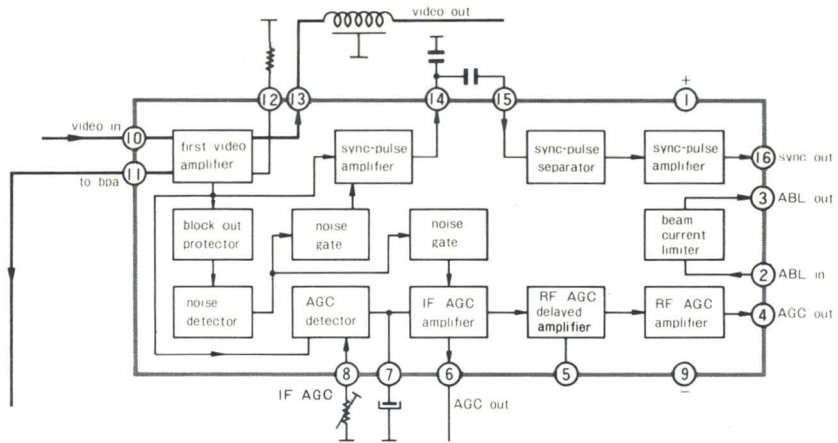 video out
12
13
14
15
+
1
video in
10
11
to bpa
first video
amplifier
sync-pulse
amplifier
sync-pulse
separator
sync-pulse
amplifier
16
sync out
3
ABL out
block out
protector
noise
gate
noise
gate
beam
current
limiter
2
ABL in
noise
detector
AGC
detector
IF AGC
amplifier
RF AGC
delayed
amplifier
RF AGC
amplifier
4
AGC out
8
7
6
5
9
−
IF AGC
AGC out